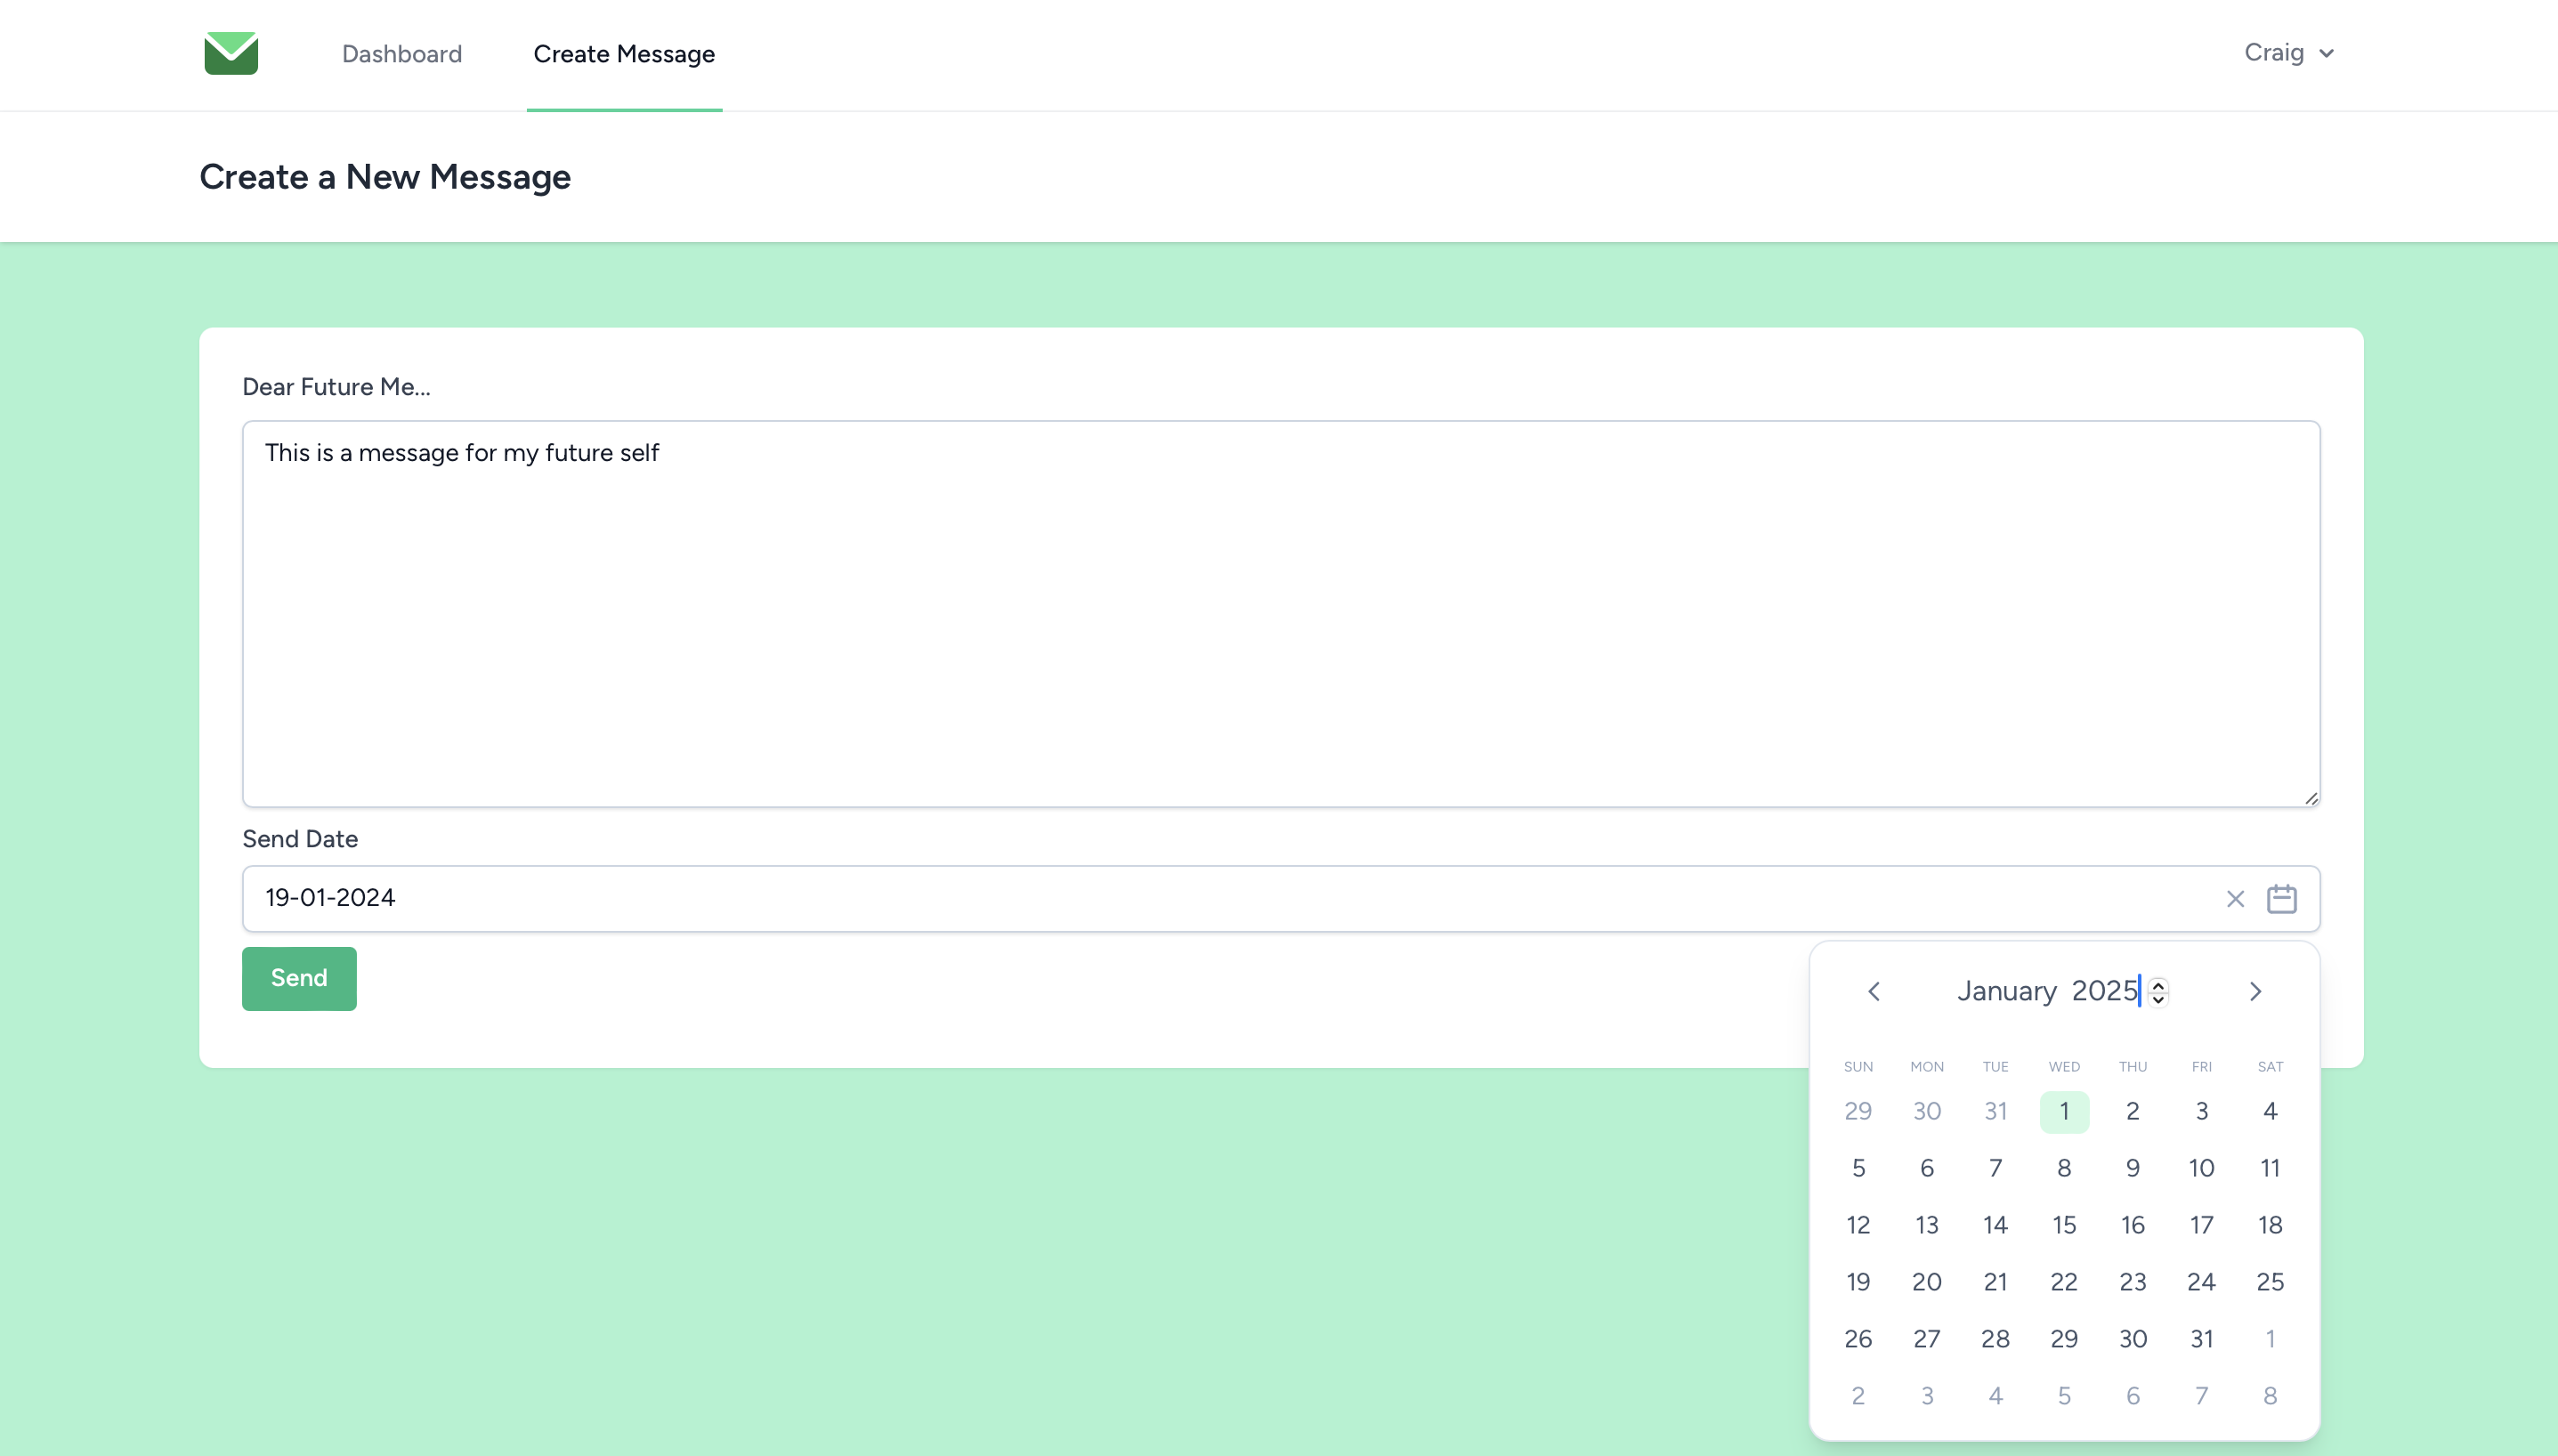 Dashboard Create Message Craig
Create a New Message
Dear Future Me...
This is a message for my future self
Send Date
19-01-2024
Send
January 2025
SUN MON TUE WED THU FRI SAT
29 30 31 1 2 3 4
5 6 7 8 9 10 11
12 13 14 15 16 17 18
19 20 21 22 23 24 25
26 27 28 29 30 31 1
2 3 4 5 6 7 8